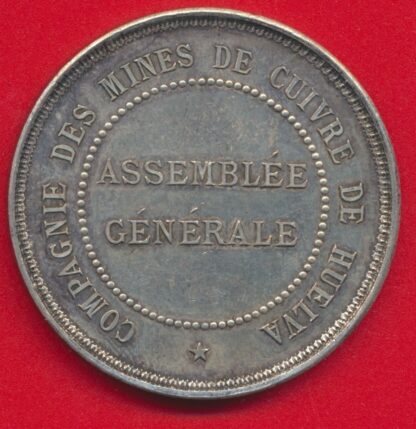 COMPAGNIE DES MINES DE CUIVRE DE HUELVA
ASSEMBLÉE
GÉNÉRALE